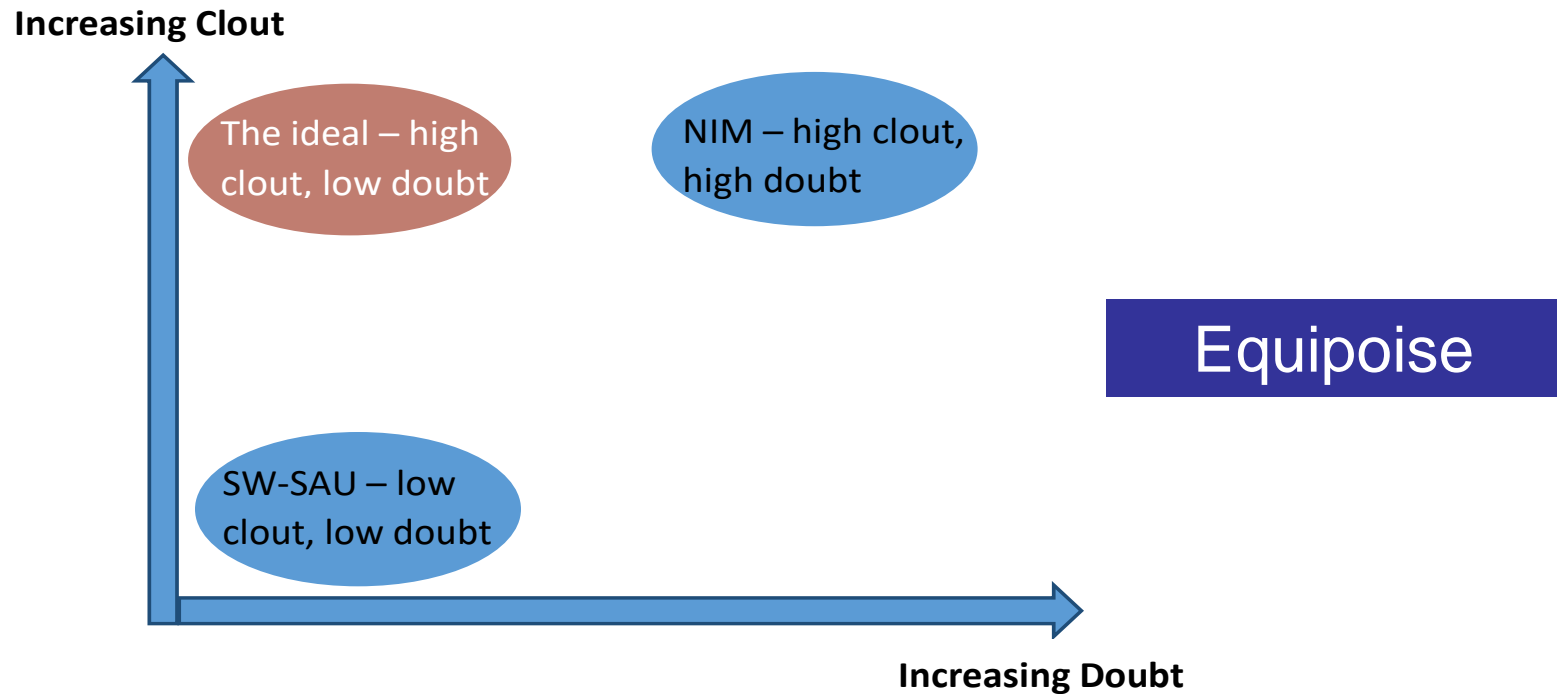 Increasing Clout
The ideal – high
clout, low doubt
NIM – high clout,
high doubt
Equipoise
SW-SAU – low
clout, low doubt
Increasing Doubt